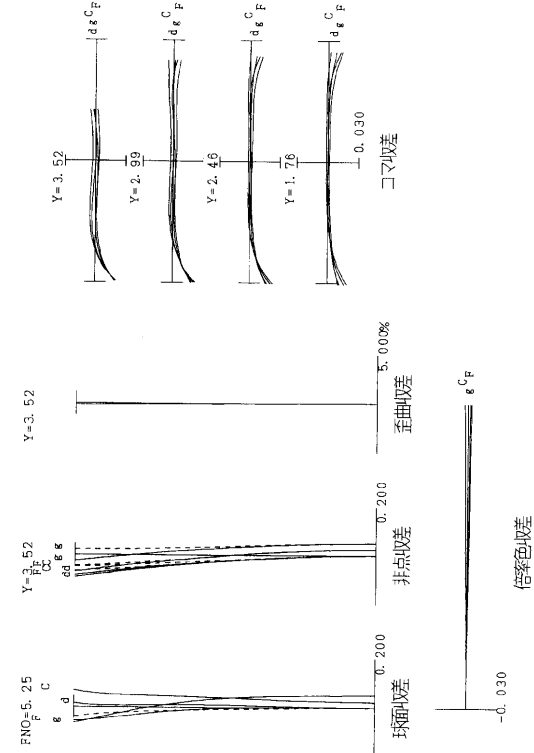 FNO=5.25
F
C
g
d
0.200
球面収差
Y=3.52
F F
C C
d d
g g
0.200
非点収差
Y=3.52
5.000%
歪曲収差
Y=3.52
d g C F
Y=2.99
d g C F
Y=2.46
d g C F
Y=1.76
d g C F
0.030
コマ収差
g C F
-0.030
倍率色収差